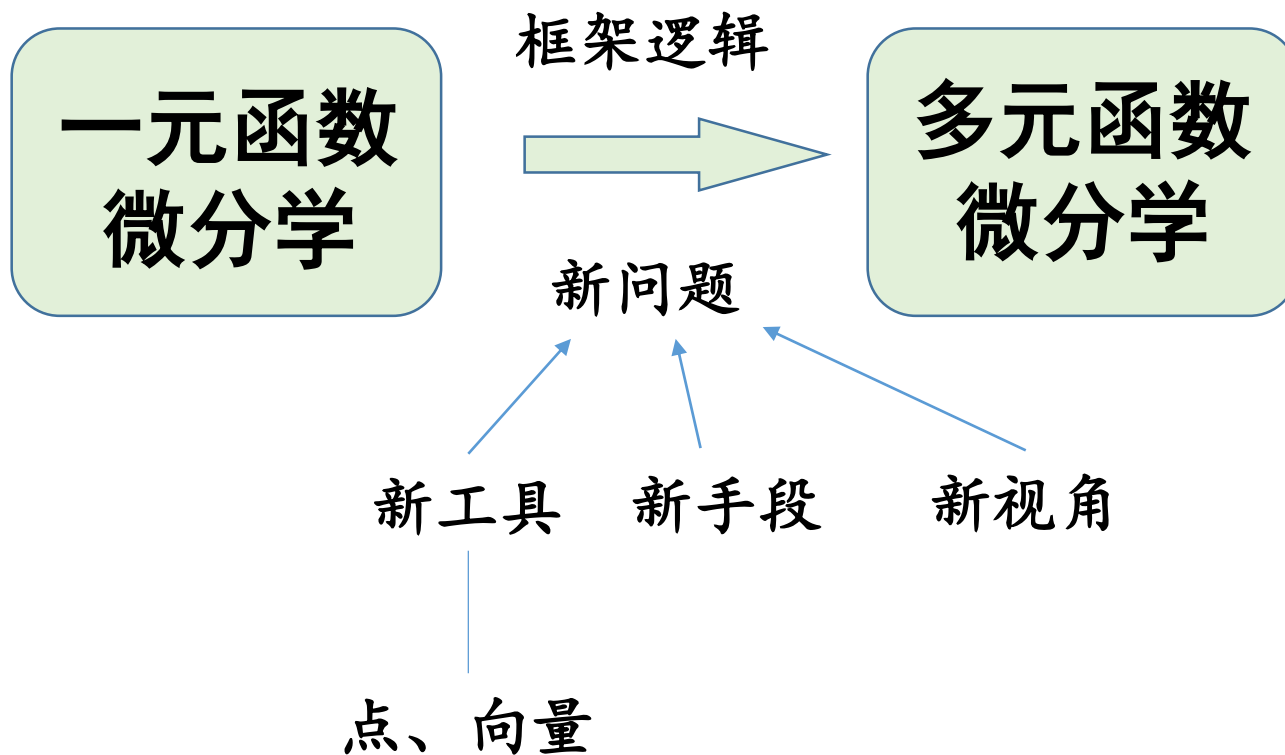 框架逻辑
一元函数
微分学
多元函数
微分学
新问题
新工具
新手段
新视角
点、向量